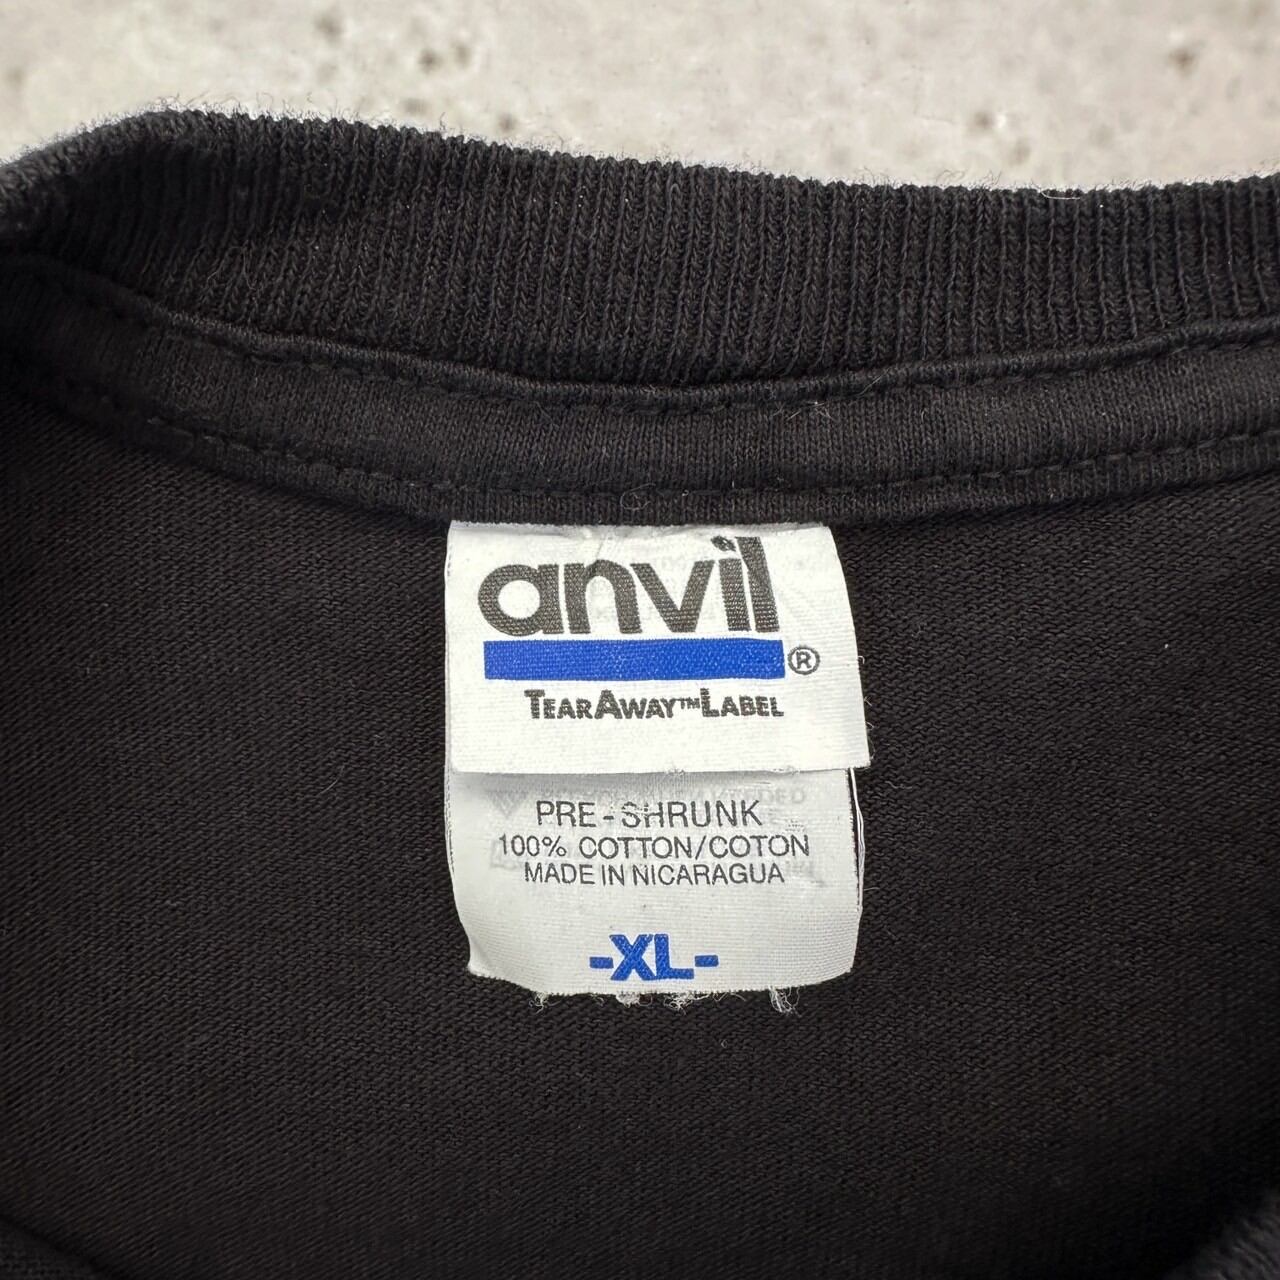 anvil®
TEARAWAY™LABEL
PRE-SHRUNK
100% COTTON/COTON
MADE IN NICARAGUA
-XL-